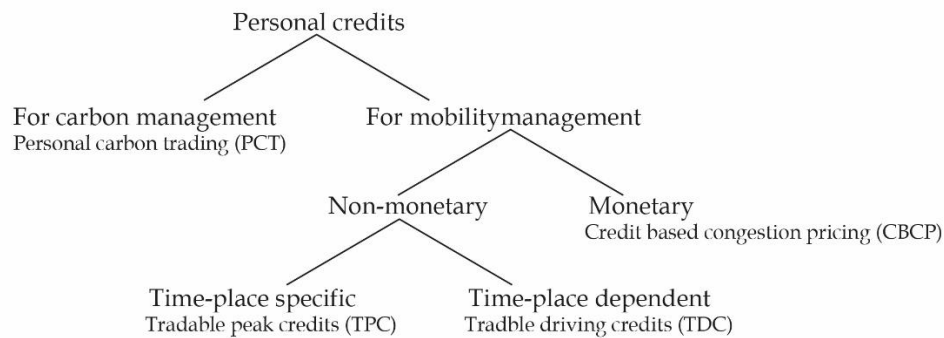 Personal credits
For carbon management
Personal carbon trading (PCT)
For mobilitymanagement
Non-monetary
Monetary
Credit based congestion pricing (CBCP)
Time-place specific
Tradable peak credits (TPC)
Time-place dependent
Tradble driving credits (TDC)